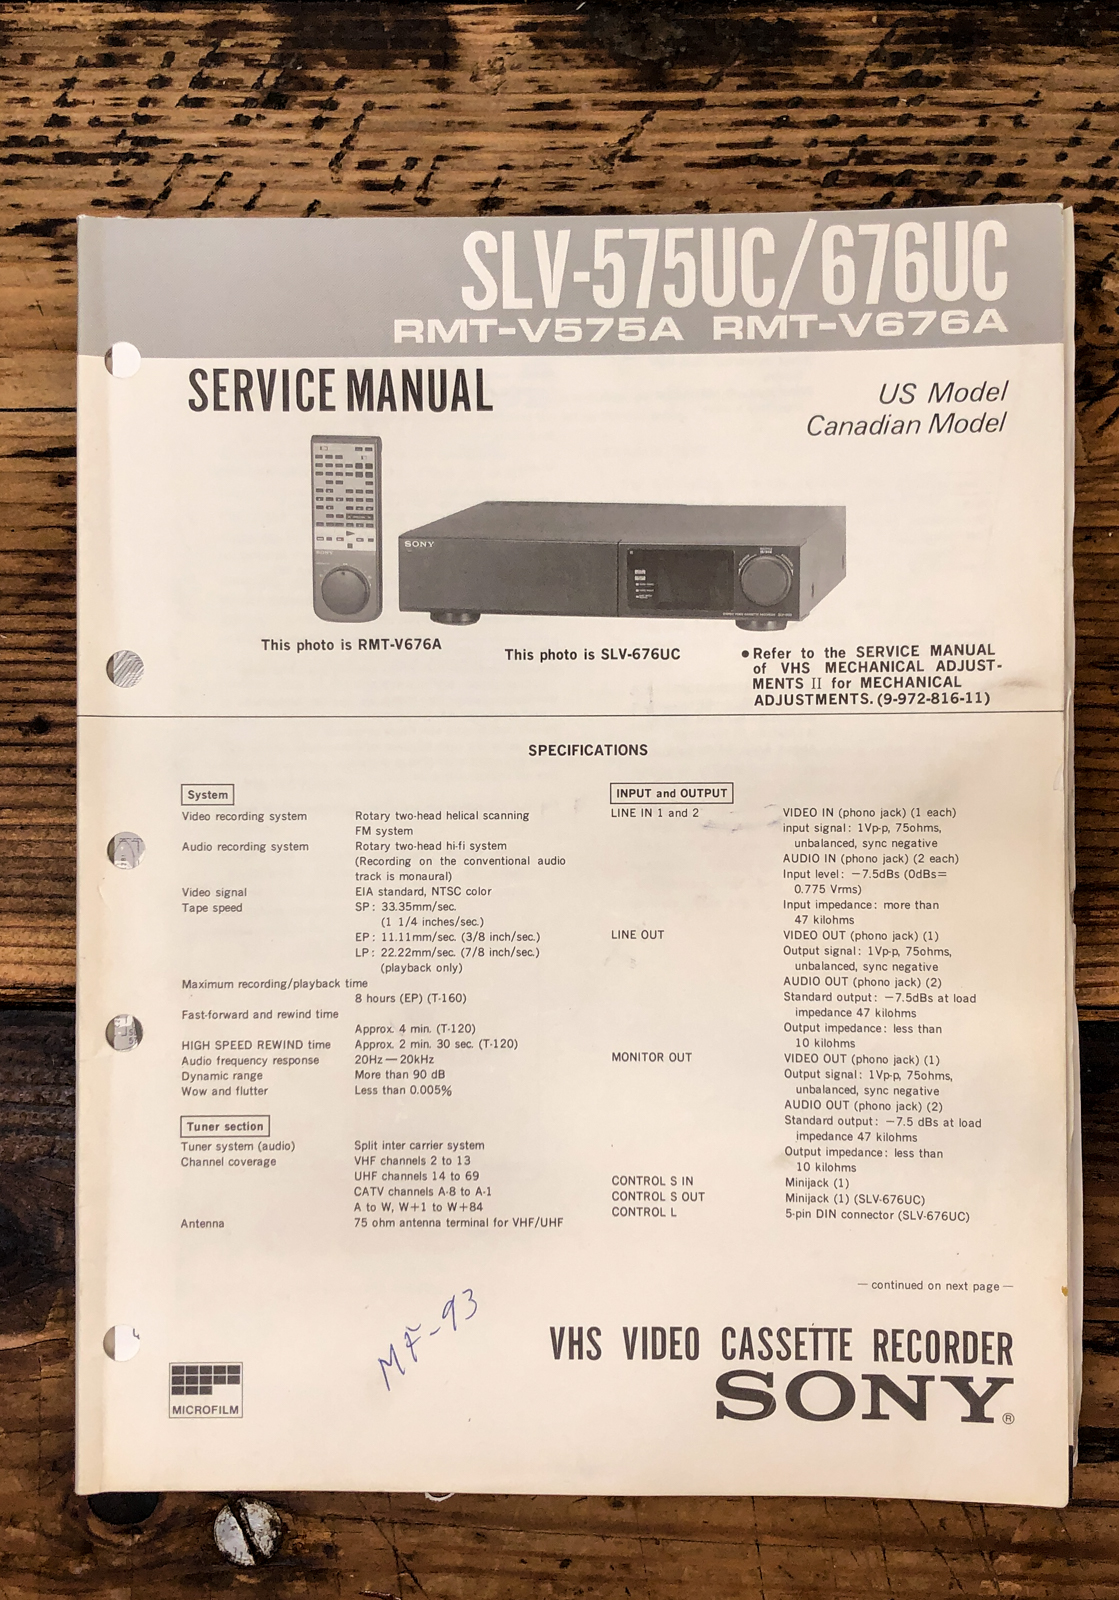 SLV-575UC/676UC
RMT-V575A RMT-V676A
SERVICE MANUAL
US Model
Canadian Model
SONY
SONY
This photo is RMT-V676A
This photo is SLV-676UC
● Refer to the SERVICE MANUAL
of VHS MECHANICAL ADJUST-
MENTS II for MECHANICAL
ADJUSTMENTS. (9-972-816-11)
SPECIFICATIONS
System
Video recording system Rotary two-head helical scanning
FM system
Audio recording system Rotary two-head hi-fi system
(Recording on the conventional audio
track is monaural)
Video signal EIA standard, NTSC color
Tape speed SP: 33.35mm/sec.
(1 1/4 inches/sec.)
EP: 11.11mm/sec. (3/8 inch/sec.)
LP: 22.22mm/sec. (7/8 inch/sec.)
(playback only)
Maximum recording/playback time
8 hours (EP) (T-160)
Fast-forward and rewind time
Approx. 4 min. (T-120)
HIGH SPEED REWIND time Approx. 2 min. 30 sec. (T-120)
Audio frequency response 20Hz — 20kHz
Dynamic range More than 90 dB
Wow and flutter Less than 0.005%
Tuner section
Tuner system (audio) Split inter carrier system
Channel coverage VHF channels 2 to 13
UHF channels 14 to 69
CATV channels A-8 to A-1
A to W, W+1 to W+84
Antenna 75 ohm antenna terminal for VHF/UHF
INPUT and OUTPUT
LINE IN 1 and 2 VIDEO IN (phono jack) (1 each)
input signal: 1Vp-p, 75ohms,
unbalanced, sync negative
AUDIO IN (phono jack) (2 each)
Input level: −7.5dBs (0dBs=
0.775 Vrms)
Input impedance: more than
47 kilohms
LINE OUT VIDEO OUT (phono jack) (1)
Output signal: 1Vp-p, 75ohms,
unbalanced, sync negative
AUDIO OUT (phono jack) (2)
Standard output: −7.5dBs at load
impedance 47 kilohms
Output impedance: less than
10 kilohms
MONITOR OUT VIDEO OUT (phono jack) (1)
Output signal: 1Vp-p, 75ohms,
unbalanced, sync negative
AUDIO OUT (phono jack) (2)
Standard output: −7.5 dBs at load
impedance 47 kilohms
Output impedance: less than
10 kilohms
CONTROL S IN Minijack (1)
CONTROL S OUT Minijack (1) (SLV-676UC)
CONTROL L 5-pin DIN connector (SLV-676UC)
— continued on next page —
MF-93
VHS VIDEO CASSETTE RECORDER
SONY®
MICROFILM